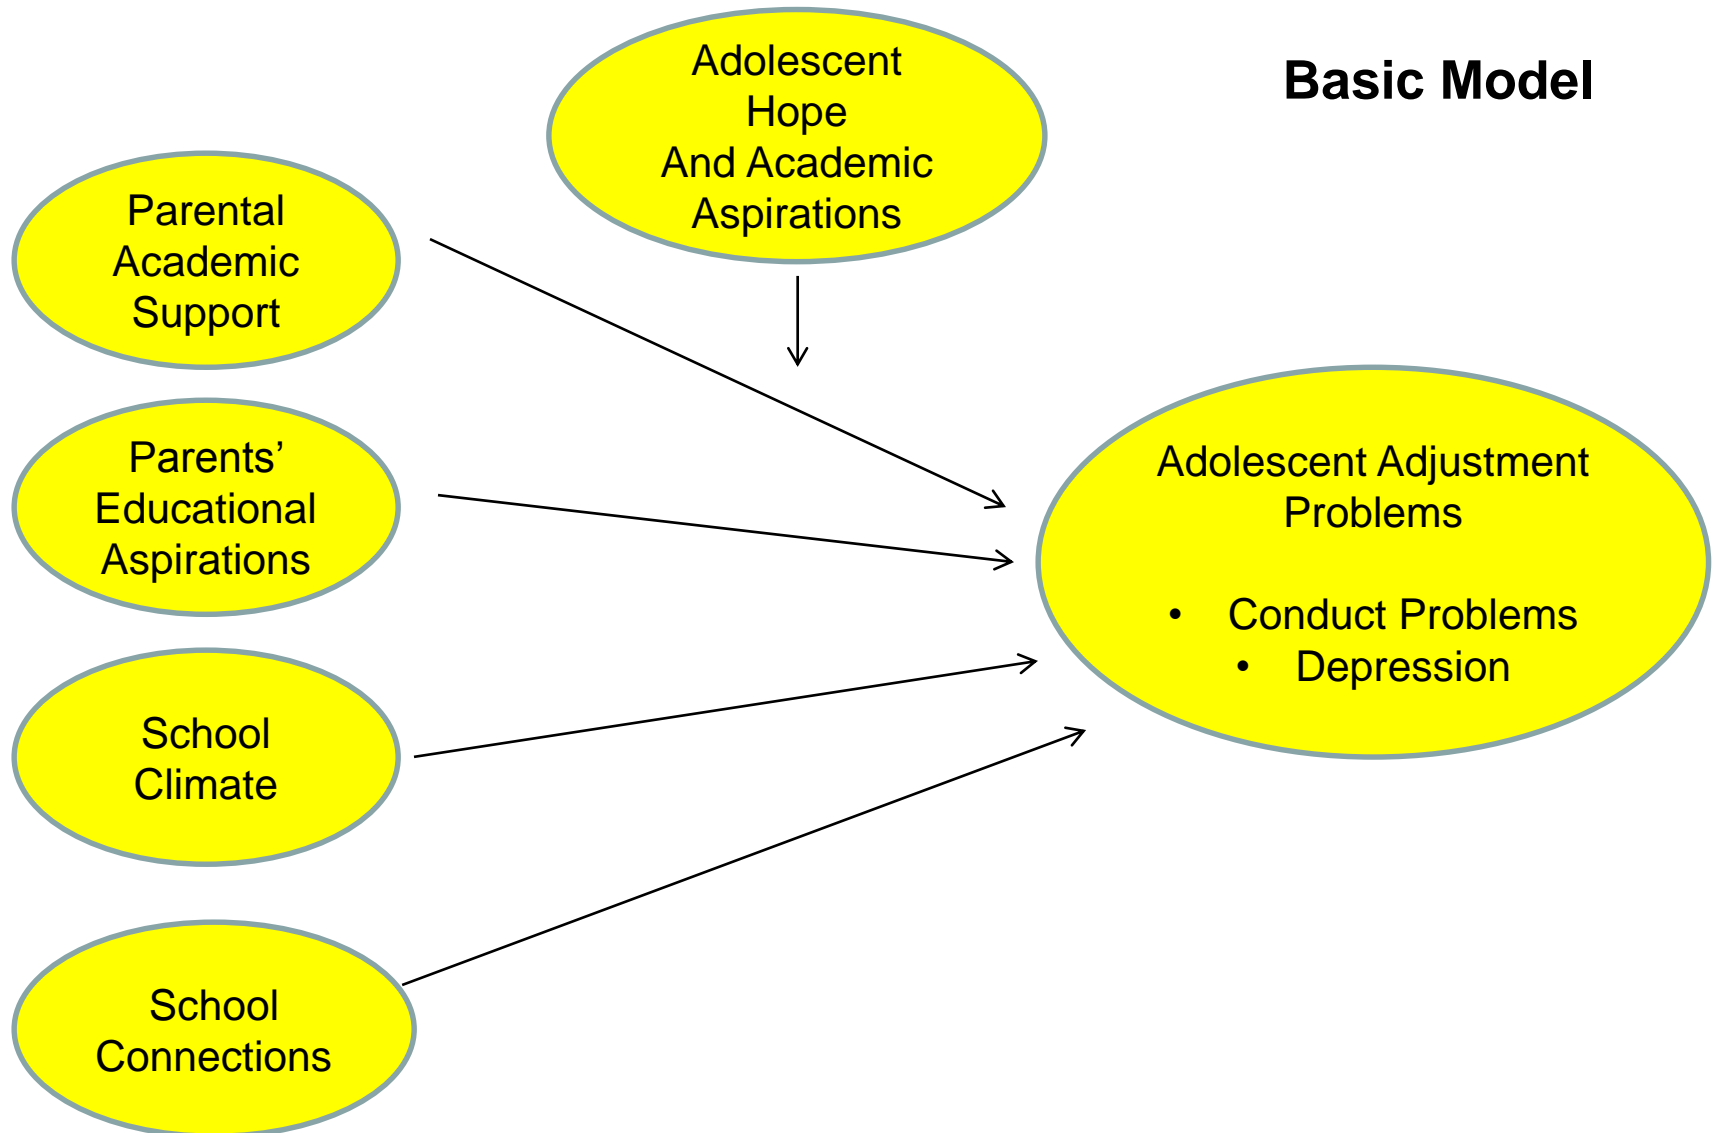 Basic Model
Adolescent
Hope
And Academic
Aspirations
Parental
Academic
Support
Parents’
Educational
Aspirations
School
Climate
School
Connections
Adolescent Adjustment
Problems
• Conduct Problems
• Depression